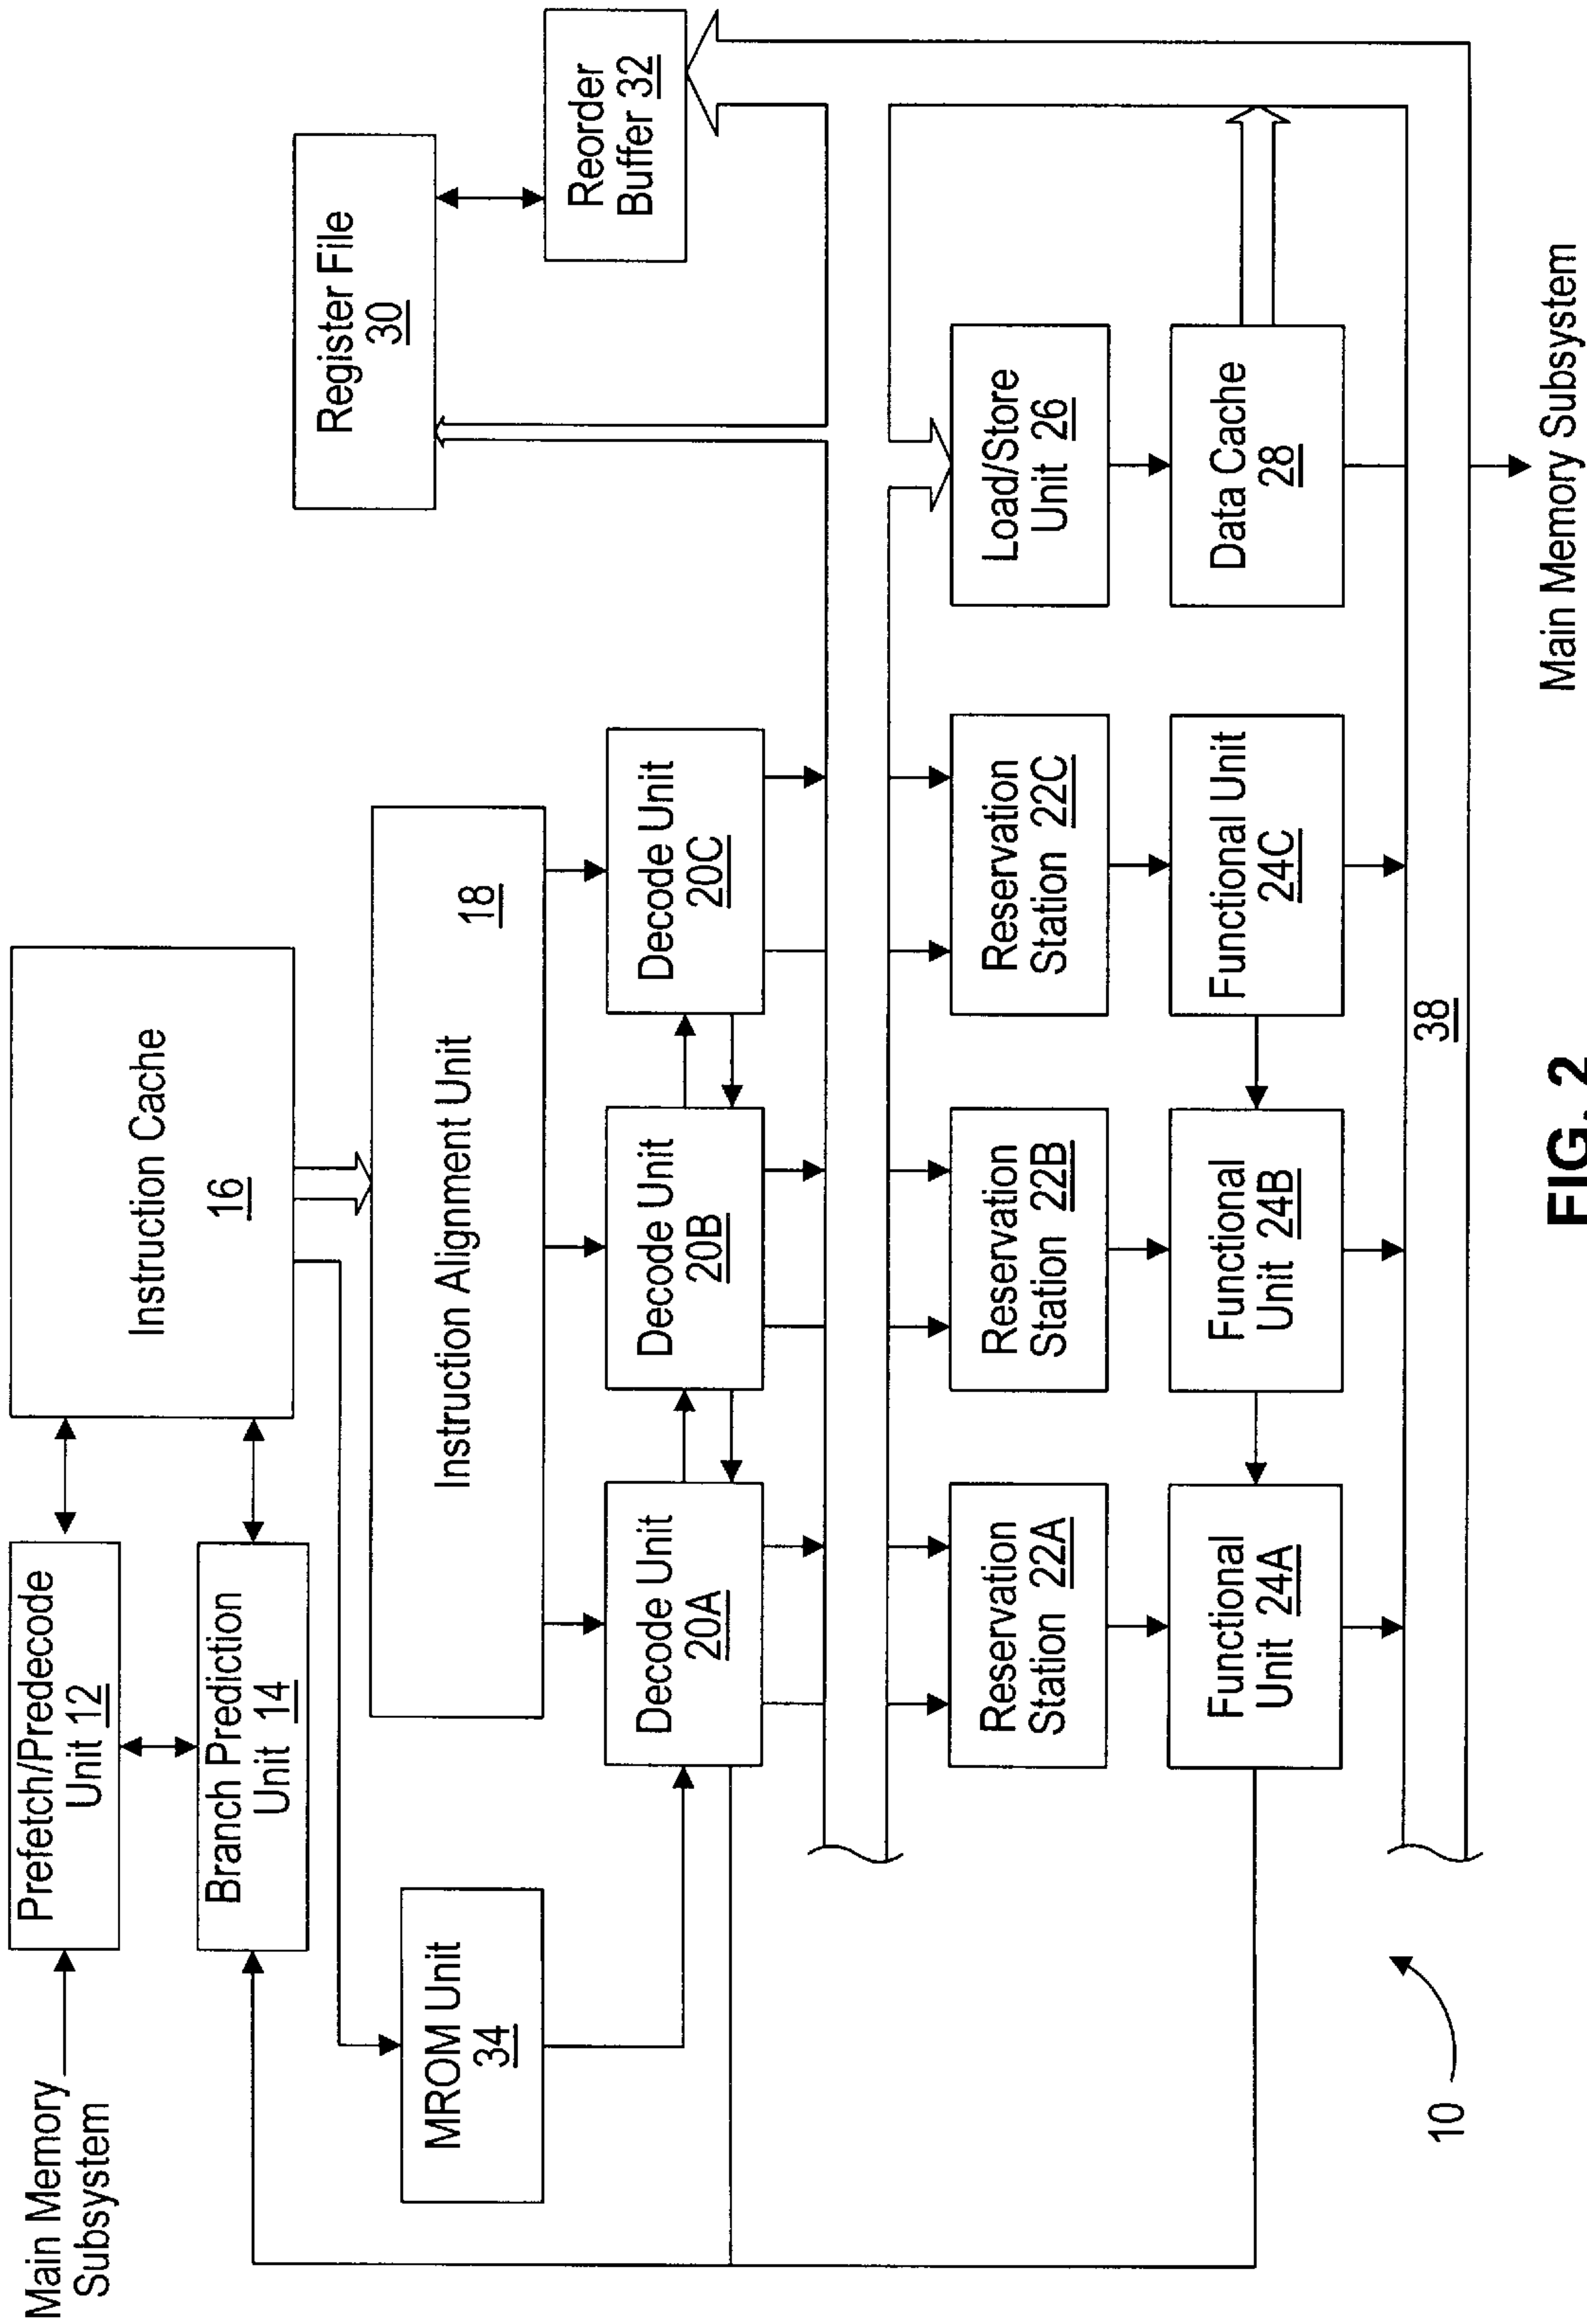 Main Memory
Subsystem
Prefetch/Predecode
Unit 12
Branch Prediction
Unit 14
Instruction Cache
16
Register File
30
Reorder
Buffer 32
MROM Unit
34
Instruction Alignment Unit
18
Decode Unit
20A
Decode Unit
20B
Decode Unit
20C
Reservation
Station 22A
Reservation
Station 22B
Reservation
Station 22C
Load/Store
Unit 26
Functional
Unit 24A
Functional
Unit 24B
Functional Unit
24C
Data Cache
28
38
10
Main Memory Subsystem
FIG. 2